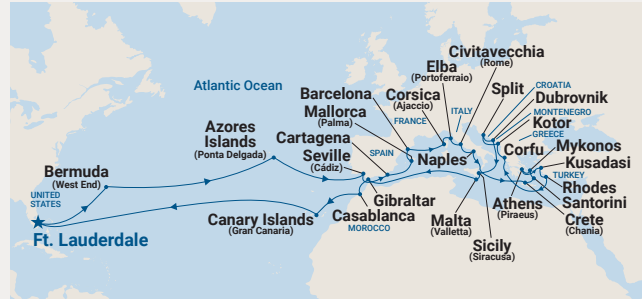 Civitavecchia
(Rome)
Elba
(Portoferraio)
Split
Atlantic Ocean
Barcelona
Corsica
(Ajaccio)
CROATIA
Dubrovnik
Mallorca
(Palma)
ITALY
MONTENEGRO
Kotor
FRANCE
GREECE
Azores
Islands
(Ponta Delgada)
Cartagena
Corfu
Mykonos
Seville
(Cádiz)
SPAIN
Naples
Kusadasi
Bermuda
(West End)
TURKEY
UNITED
STATES
Gibraltar
Rhodes
Athens
(Piraeus)
Santorini
Canary Islands
(Gran Canaria)
Casablanca
MOROCCO
Malta
(Valletta)
Crete
(Chania)
Ft. Lauderdale
Sicily
(Siracusa)